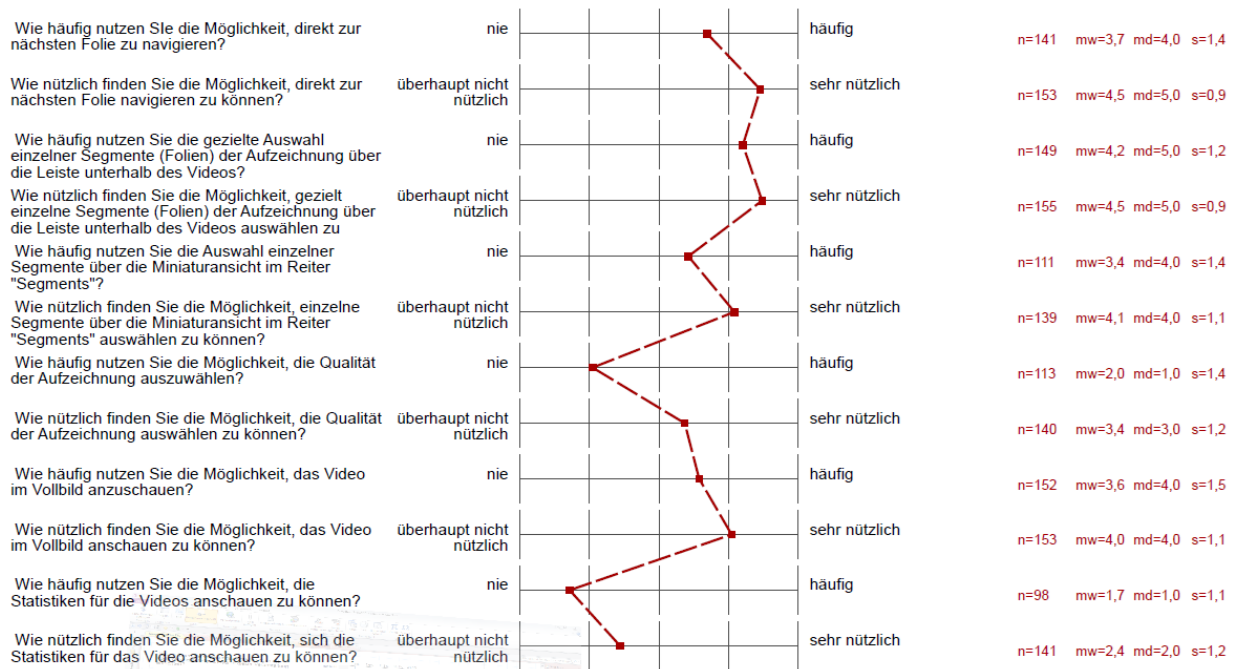 Wie häufig nutzen SIe die Möglichkeit, direkt zur
nächsten Folie zu navigieren?
nie
häufig
n=141 mw=3,7 md=4,0 s=1,4
Wie nützlich finden Sie die Möglichkeit, direkt zur
nächsten Folie navigieren zu können?
überhaupt nicht
nützlich
sehr nützlich
n=153 mw=4,5 md=5,0 s=0,9
Wie häufig nutzen Sie die gezielte Auswahl
einzelner Segmente (Folien) der Aufzeichnung über
die Leiste unterhalb des Videos?
nie
häufig
n=149 mw=4,2 md=5,0 s=1,2
Wie nützlich finden Sie die Möglichkeit, gezielt
einzelne Segmente (Folien) der Aufzeichnung über
die Leiste unterhalb des Videos auswählen zu
überhaupt nicht
nützlich
sehr nützlich
n=155 mw=4,5 md=5,0 s=0,9
Wie häufig nutzen Sie die Auswahl einzelner
Segmente über die Miniaturansicht im Reiter
"Segments"?
nie
häufig
n=111 mw=3,4 md=4,0 s=1,4
Wie nützlich finden Sie die Möglichkeit, einzelne
Segmente über die Miniaturansicht im Reiter
"Segments" auswählen zu können?
überhaupt nicht
nützlich
sehr nützlich
n=139 mw=4,1 md=4,0 s=1,1
Wie häufig nutzen Sie die Möglichkeit, die Qualität
der Aufzeichnung auszuwählen?
nie
häufig
n=113 mw=2,0 md=1,0 s=1,4
Wie nützlich finden Sie die Möglichkeit, die Qualität
der Aufzeichnung auswählen zu können?
überhaupt nicht
nützlich
sehr nützlich
n=140 mw=3,4 md=3,0 s=1,2
Wie häufig nutzen Sie die Möglichkeit, das Video
im Vollbild anzuschauen?
nie
häufig
n=152 mw=3,6 md=4,0 s=1,5
Wie nützlich finden Sie die Möglichkeit, das Video
im Vollbild anschauen zu können?
überhaupt nicht
nützlich
sehr nützlich
n=153 mw=4,0 md=4,0 s=1,1
Wie häufig nutzen Sie die Möglichkeit, die
Statistiken für die Videos anschauen zu können?
nie
häufig
n=98 mw=1,7 md=1,0 s=1,1
Wie nützlich finden Sie die Möglichkeit, sich die
Statistiken für das Video anschauen zu können?
überhaupt nicht
nützlich
sehr nützlich
n=141 mw=2,4 md=2,0 s=1,2